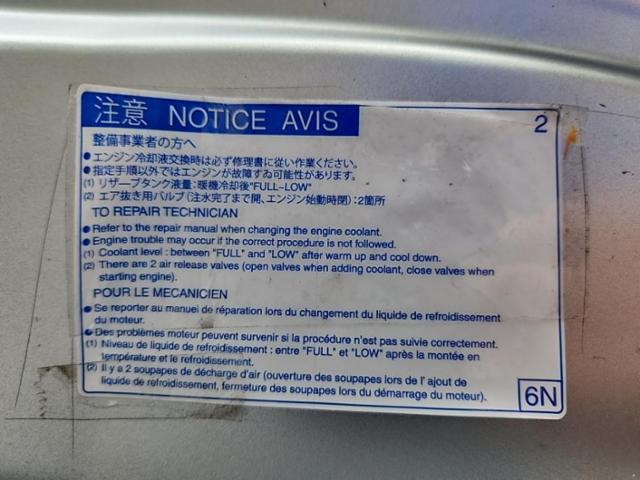 注意 NOTICE AVIS
2
整備事業者の方へ
●エンジン冷却液交換時は必ず修理書に従い作業ください。
●指定手順以外ではエンジンが故障する可能性があります。
(1) リザーブタンク液量:暖機冷却後"FULL~LOW"
(2) エア抜き用バルブ(注水完了まで開、エンジン始動時閉):2箇所
TO REPAIR TECHNICIAN
● Refer to the repair manual when changing the engine coolant.
● Engine trouble may occur if the correct procedure is not followed.
(1) Coolant level : between "FULL" and "LOW" after warm up and cool down.
(2) There are 2 air release valves (open valves when adding coolant, close valves when
starting engine).
POUR LE MECANICIEN
● Se reporter au manuel de réparation lors du changement du liquide de refroidissement
du moteur.
● Des problèmes moteur peuvent survenir si la procédure n'est pas suivie correctement.
(1) Niveau de liquide de refroidissement : entre "FULL" et "LOW" après la montée en
température et le refroidissement.
(2) Il y a 2 soupapes de décharge d'air (ouverture des soupapes lors de l' ajout de
liquide de refroidissement, fermeture des soupapes lors du démarrage du moteur).
6N